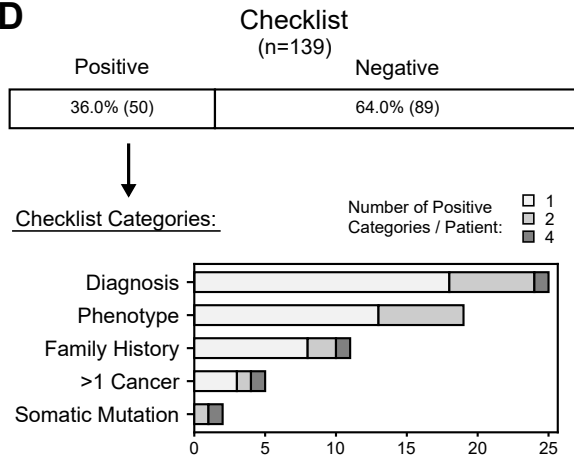 D
Checklist
(n=139)
Positive Negative
36.0% (50) 64.0% (89)
Checklist Categories:
Number of Positive
Categories / Patient:
1
2
4
Diagnosis
Phenotype
Family History
>1 Cancer
Somatic Mutation
0 5 10 15 20 25